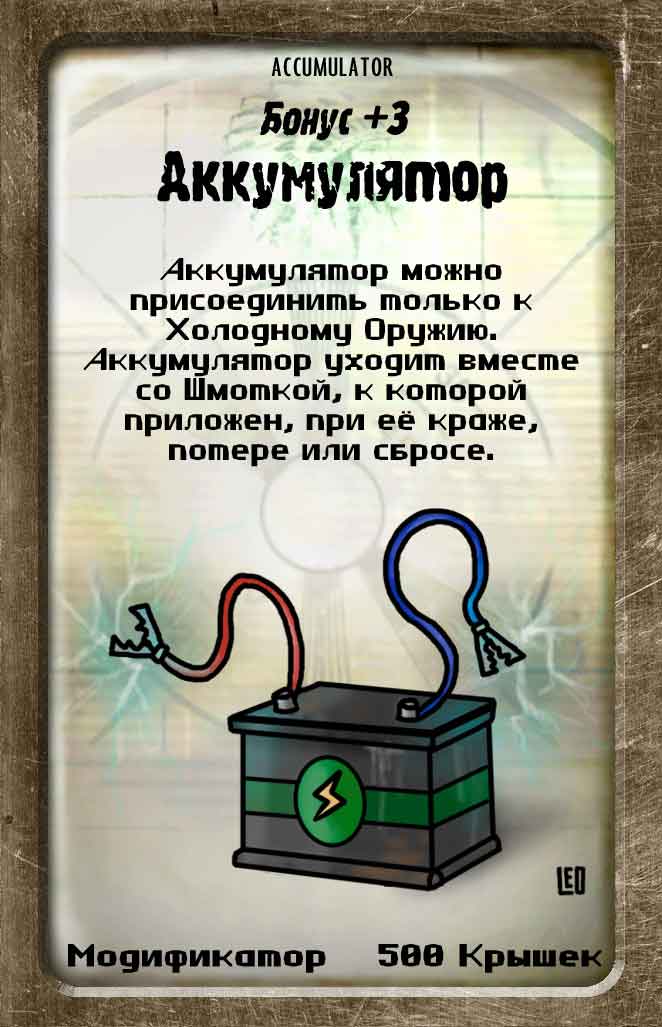 ACCUMULATOR
Бонус +3
Аккумулятор
Аккумулятор можно
присоединить только к
Холодному Оружию.
Аккумулятор уходит вместе
со Шмоткой, к которой
приложен, при её краже,
потере или сбросе.
LEO
Модификатор 500 Крышек